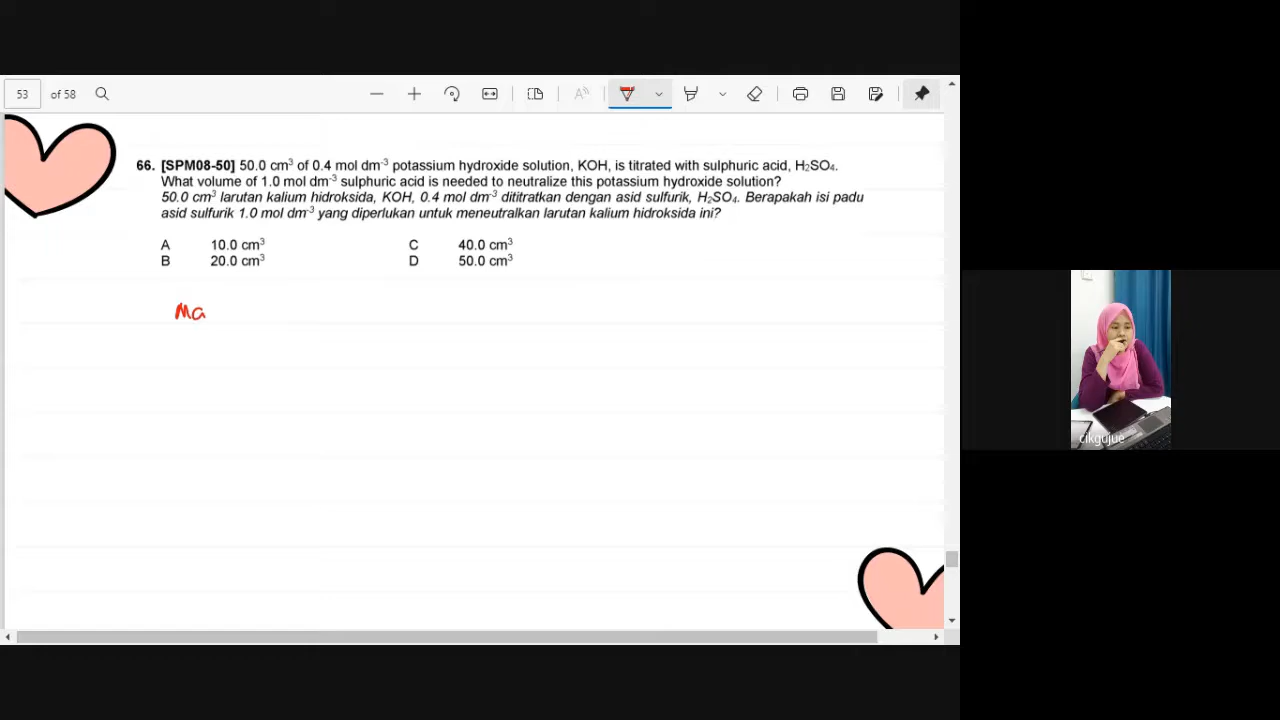 53 of 58
66. [SPM08-50] 50.0 cm³ of 0.4 mol dm⁻³ potassium hydroxide solution, KOH, is titrated with sulphuric acid, H₂SO₄.
What volume of 1.0 mol dm⁻³ sulphuric acid is needed to neutralize this potassium hydroxide solution?
50.0 cm³ larutan kalium hidroksida, KOH, 0.4 mol dm⁻³ dititratkan dengan asid sulfurik, H₂SO₄. Berapakah isi padu
asid sulfurik 1.0 mol dm⁻³ yang diperlukan untuk meneutralkan larutan kalium hidroksida ini?
A 10.0 cm³ C 40.0 cm³
B 20.0 cm³ D 50.0 cm³
Ma
cikgujue